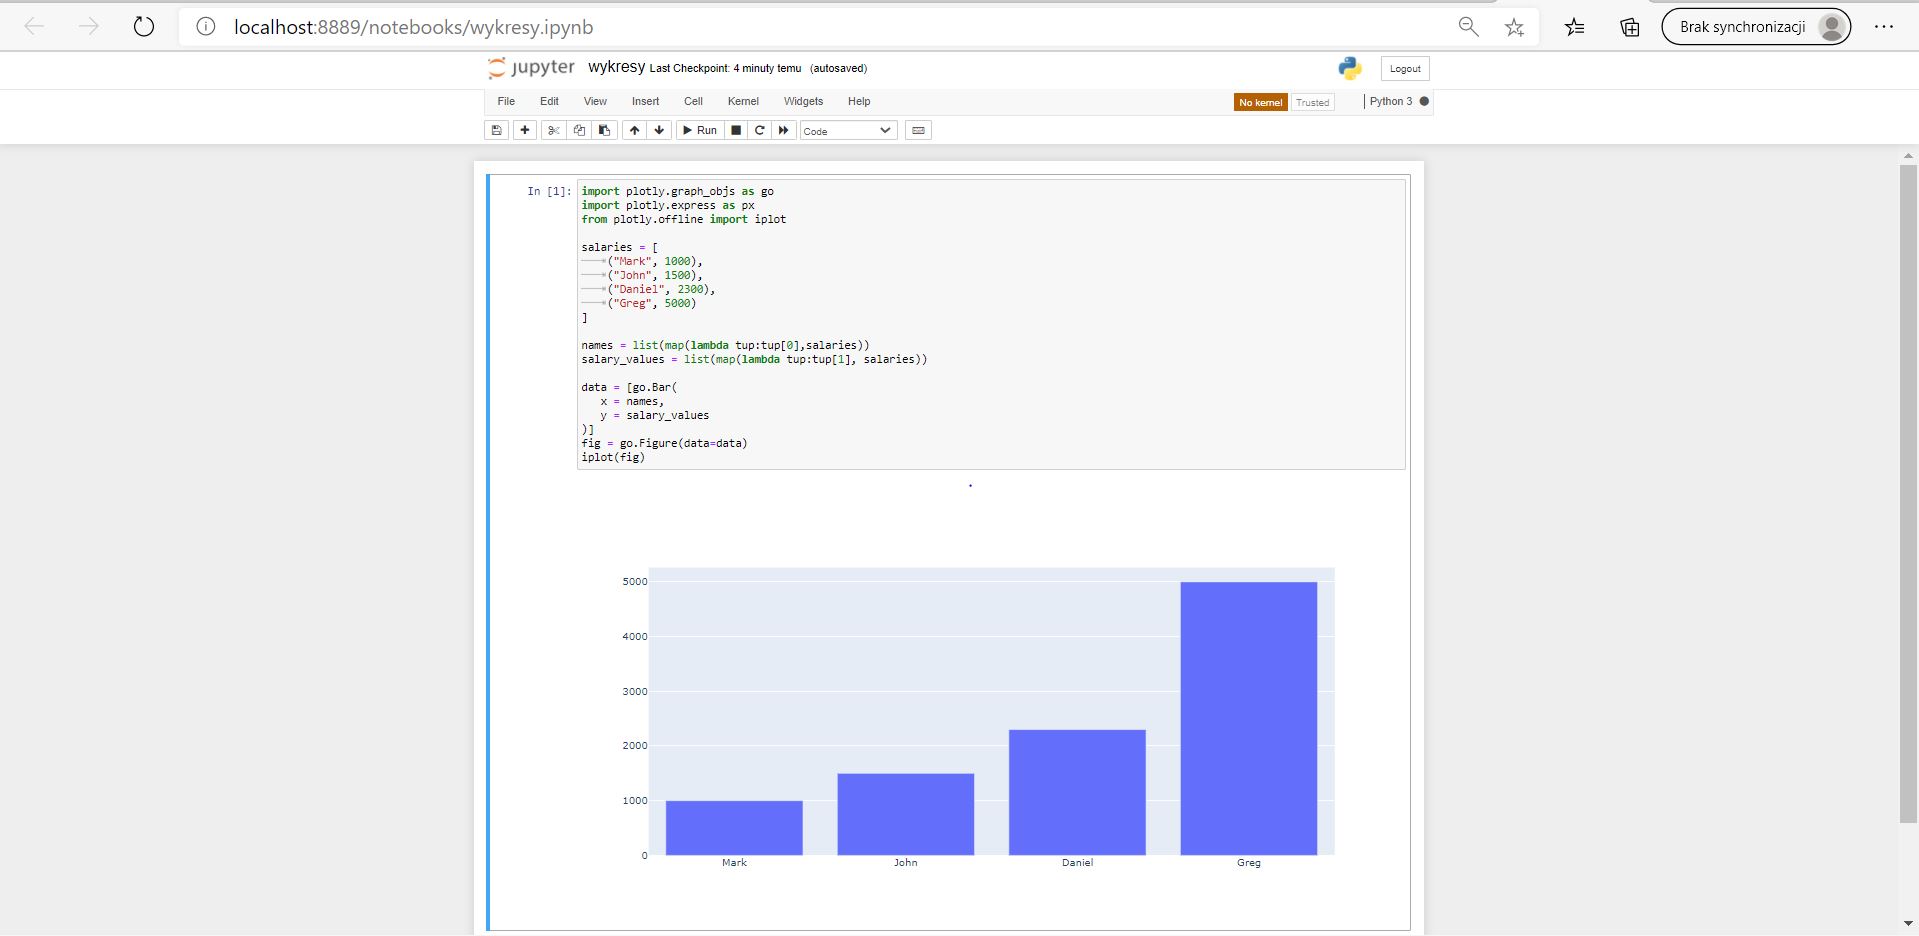 localhost:8889/notebooks/wykresy.ipynb
Brak synchronizacji
jupyter wykresy Last Checkpoint: 4 minuty temu (autosaved)
Logout
File Edit View Insert Cell Kernel Widgets Help
No kernel Trusted Python 3
Run Code
In [1]:
import plotly.graph_objs as go
import plotly.express as px
from plotly.offline import iplot
salaries = [
("Mark", 1000),
("John", 1500),
("Daniel", 2300),
("Greg", 5000)
]
names = list(map(lambda tup:tup[0],salaries))
salary_values = list(map(lambda tup:tup[1], salaries))
data = [go.Bar(
x = names,
y = salary_values
)]
fig = go.Figure(data=data)
iplot(fig)
5000
4000
3000
2000
1000
0
Mark John Daniel Greg